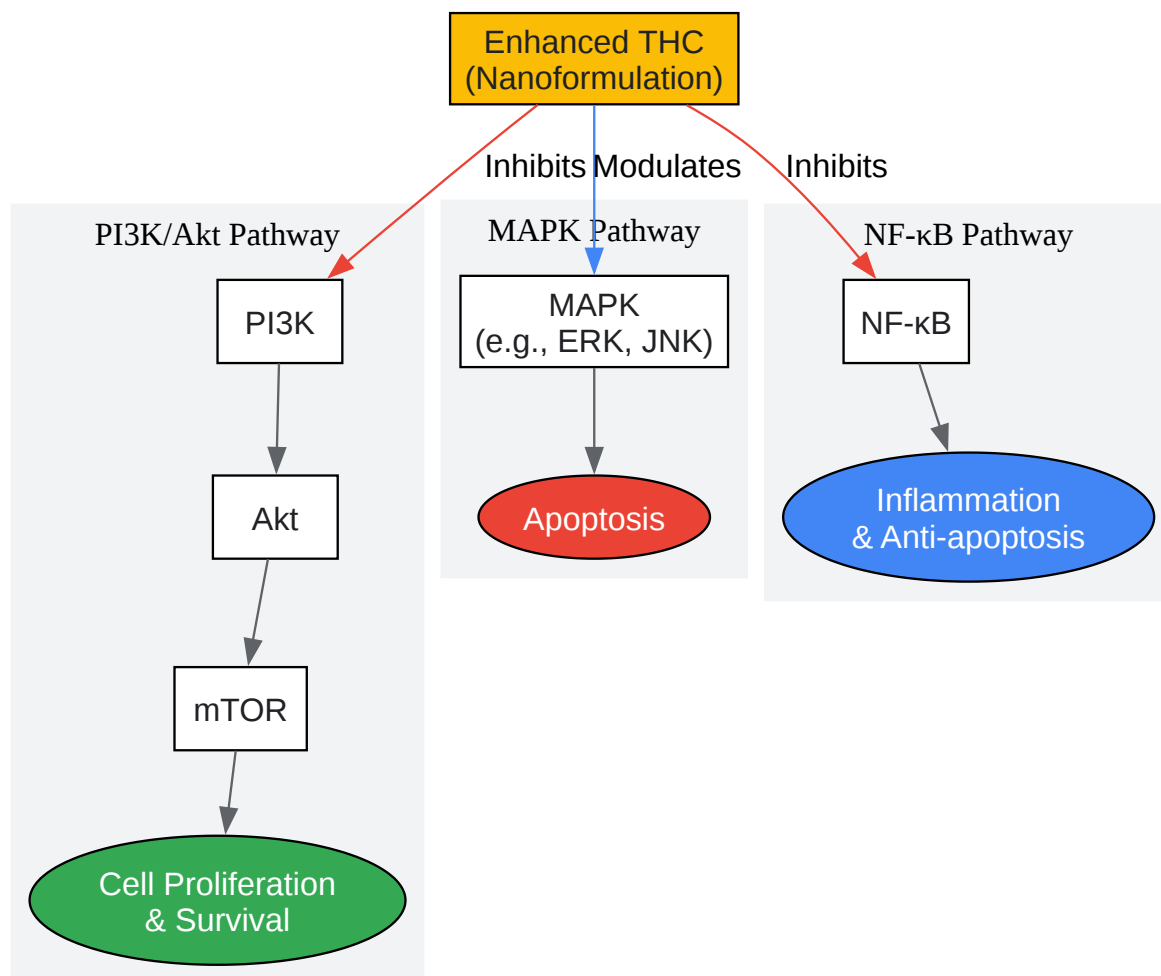 Enhanced THC
(Nanoformulation)
Inhibits
Modulates
Inhibits
PI3K/Akt Pathway
MAPK Pathway
NF-κB Pathway
PI3K
MAPK
(e.g., ERK, JNK)
NF-κB
Akt
Apoptosis
Inflammation
& Anti-apoptosis
mTOR
Cell Proliferation
& Survival